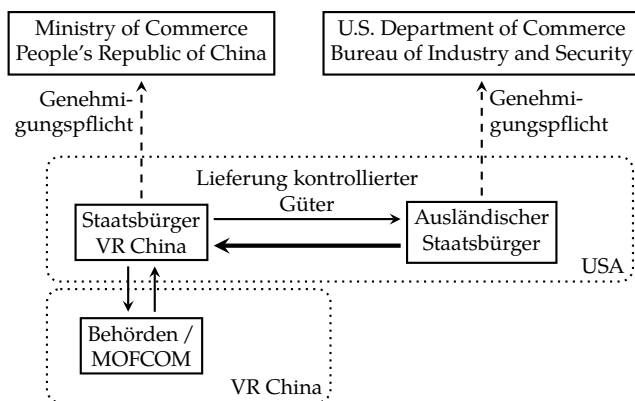 Ministry of Commerce
People's Republic of China
U.S. Department of Commerce
Bureau of Industry and Security
Genehmi-
gungspflicht
Genehmi-
gungspflicht
Lieferung kontrollierter
Güter
Staatsbürger
VR China
Ausländischer
Staatsbürger
USA
Behörden /
MOFCOM
VR China